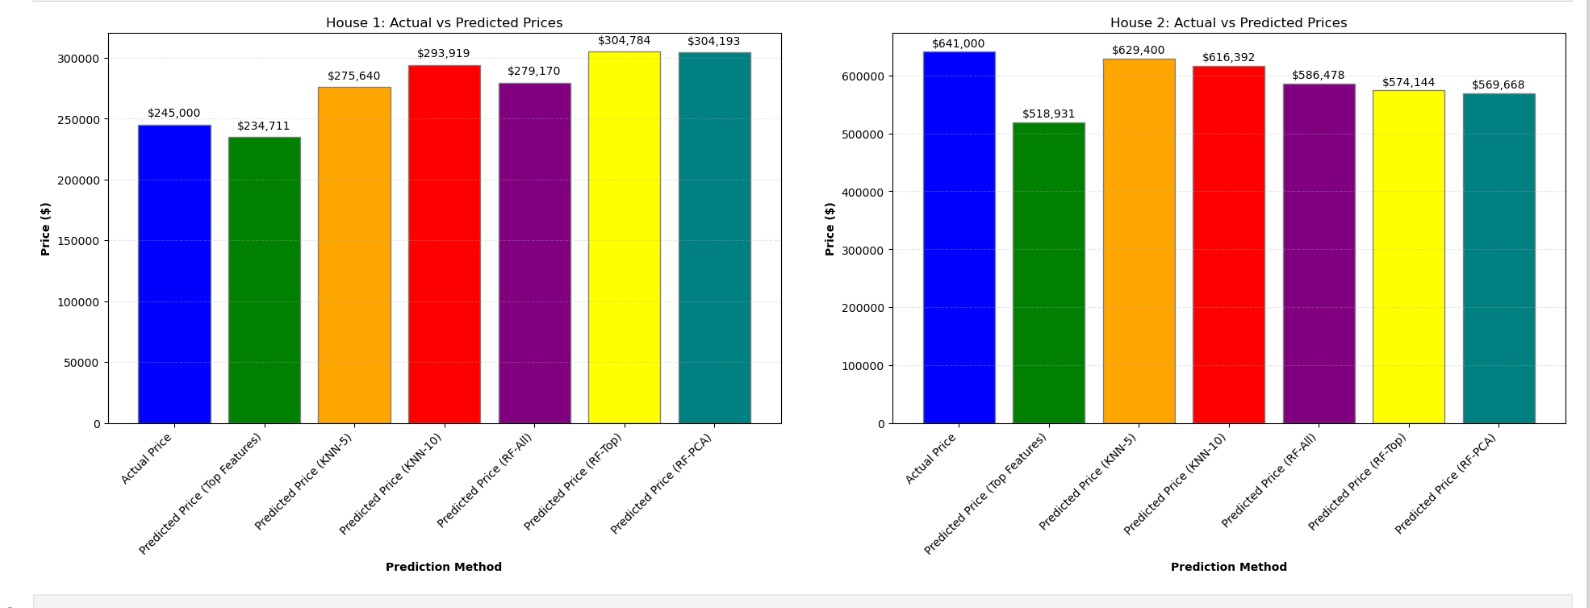 House 1: Actual vs Predicted Prices
$245,000
$234,711
$275,640
$293,919
$279,170
$304,784
$304,193
300000
250000
200000
150000
100000
50000
0
Price ($)
Actual Price
Predicted Price (Top Features)
Predicted Price (KNN-5)
Predicted Price (KNN-10)
Predicted Price (RF-All)
Predicted Price (RF-Top)
Predicted Price (RF-PCA)
Prediction Method
House 2: Actual vs Predicted Prices
$641,000
$518,931
$629,400
$616,392
$586,478
$574,144
$569,668
600000
500000
400000
300000
200000
100000
0
Price ($)
Actual Price
Predicted Price (Top Features)
Predicted Price (KNN-5)
Predicted Price (KNN-10)
Predicted Price (RF-All)
Predicted Price (RF-Top)
Predicted Price (RF-PCA)
Prediction Method